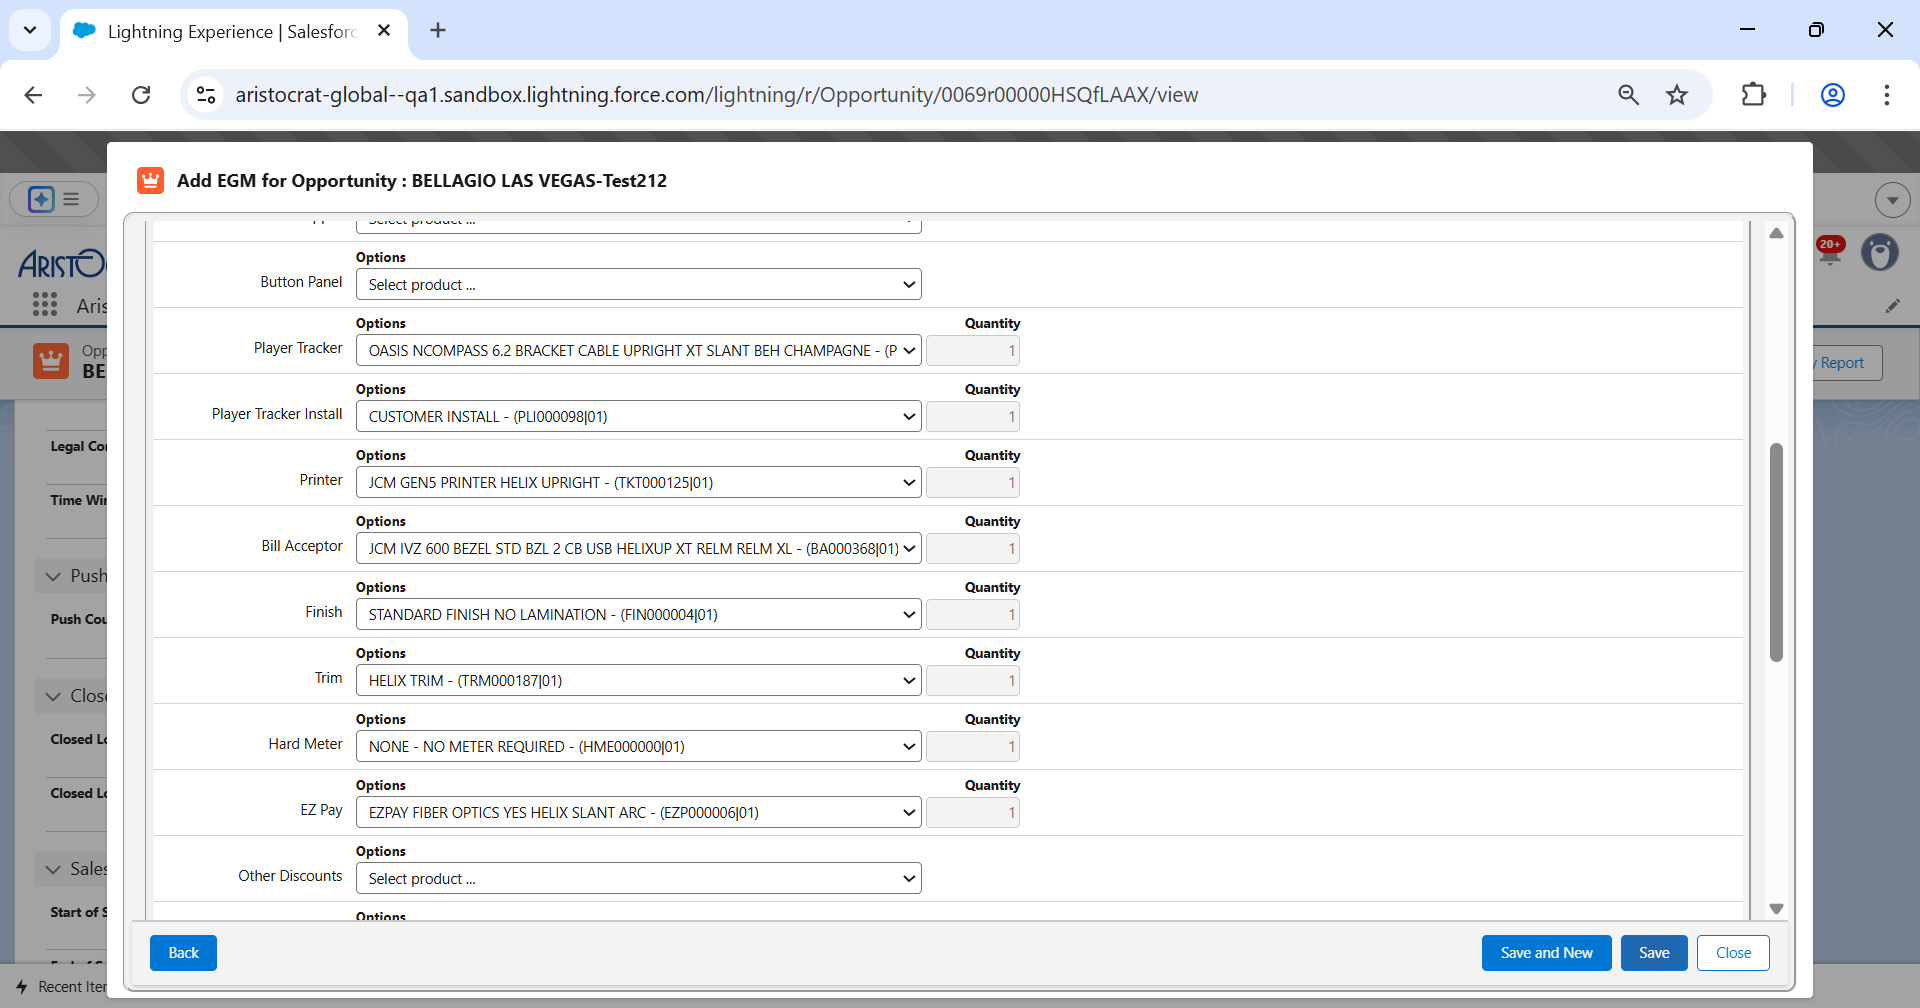 Lightning Experience | Salesforc
aristocrat-global--qa1.sandbox.lightning.force.com/lightning/r/Opportunity/0069r00000HSQfLAAX/view
Add EGM for Opportunity : BELLAGIO LAS VEGAS-Test212
Select product ...
Options
Button Panel
Select product ...
Options Quantity
Player Tracker
OASIS NCOMPASS 6.2 BRACKET CABLE UPRIGHT XT SLANT BEH CHAMPAGNE - (P
1
Options Quantity
Player Tracker Install
CUSTOMER INSTALL - (PLI000098|01)
1
Options Quantity
Printer
JCM GEN5 PRINTER HELIX UPRIGHT - (TKT000125|01)
1
Options Quantity
Bill Acceptor
JCM IVZ 600 BEZEL STD BZL 2 CB USB HELIXUP XT RELM RELM XL - (BA000368|01)
1
Options Quantity
Finish
STANDARD FINISH NO LAMINATION - (FIN000004|01)
1
Options Quantity
Trim
HELIX TRIM - (TRM000187|01)
1
Options Quantity
Hard Meter
NONE - NO METER REQUIRED - (HME000000|01)
1
Options Quantity
EZ Pay
EZPAY FIBER OPTICS YES HELIX SLANT ARC - (EZP000006|01)
1
Options
Other Discounts
Select product ...
Options
Back
Save and New
Save
Close
ARISTO
Aris
20+
Opp
BE
y Report
Legal Cor
Time Wir
Push
Push Cou
Close
Closed Lo
Closed Lo
Sales
Start of S
Recent Iter